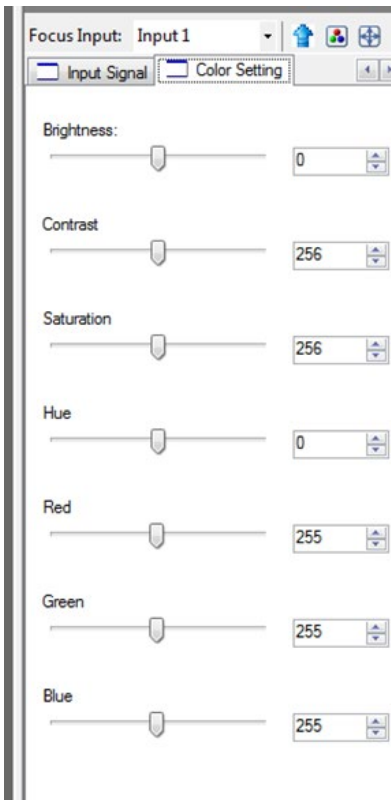 Focus Input: Input 1
Input Signal Color Setting
Brightness:
0
Contrast
256
Saturation
256
Hue
0
Red
255
Green
255
Blue
255